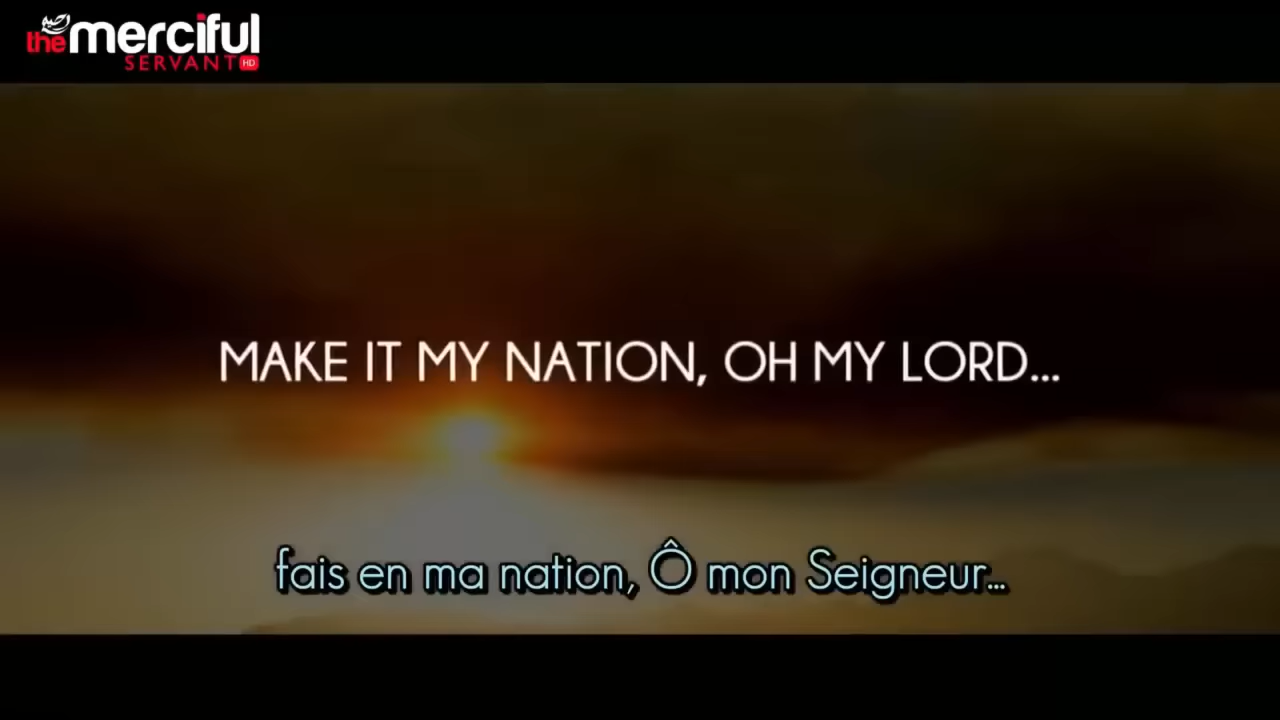 the merciful
SERVANT HD
MAKE IT MY NATION, OH MY LORD...
fais en ma nation, Ô mon Seigneur...